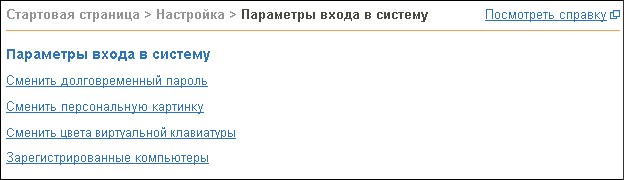 Стартовая страница > Настройка > Параметры входа в систему Посмотреть справку
Параметры входа в систему
Сменить долговременный пароль
Сменить персональную картинку
Сменить цвета виртуальной клавиатуры
Зарегистрированные компьютеры